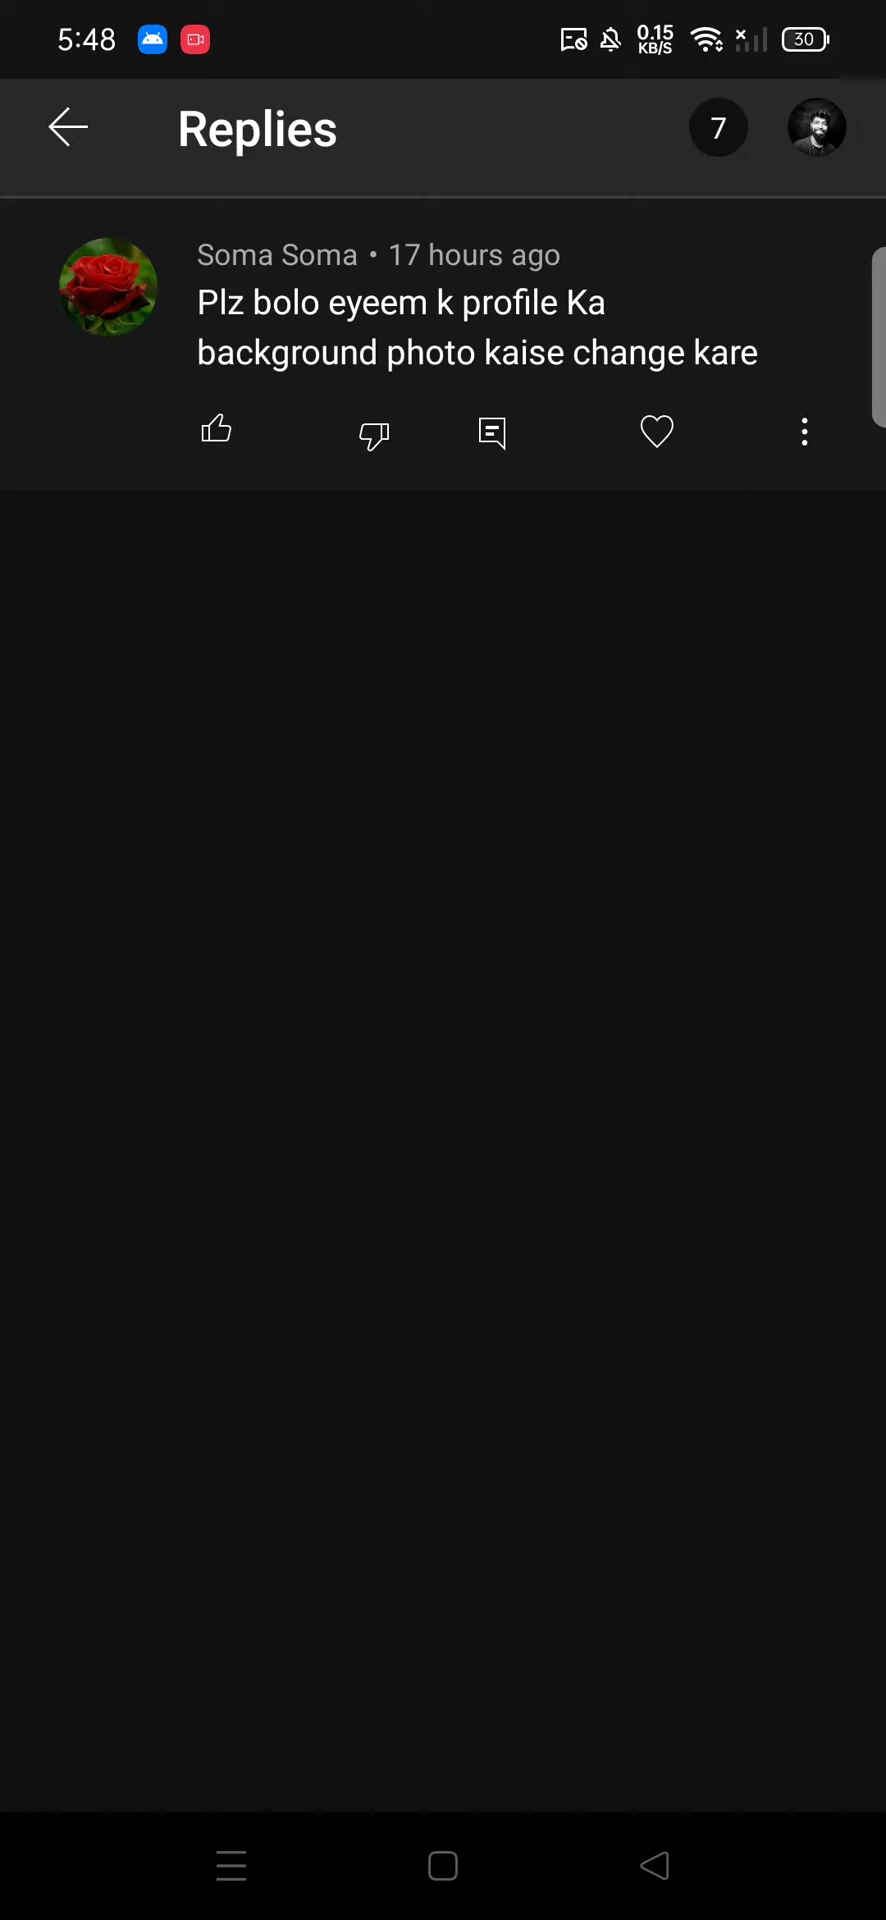 5:48
0.15
KB/S
30
Replies
7
Soma Soma • 17 hours ago
Plz bolo eyeem k profile Ka
background photo kaise change kare